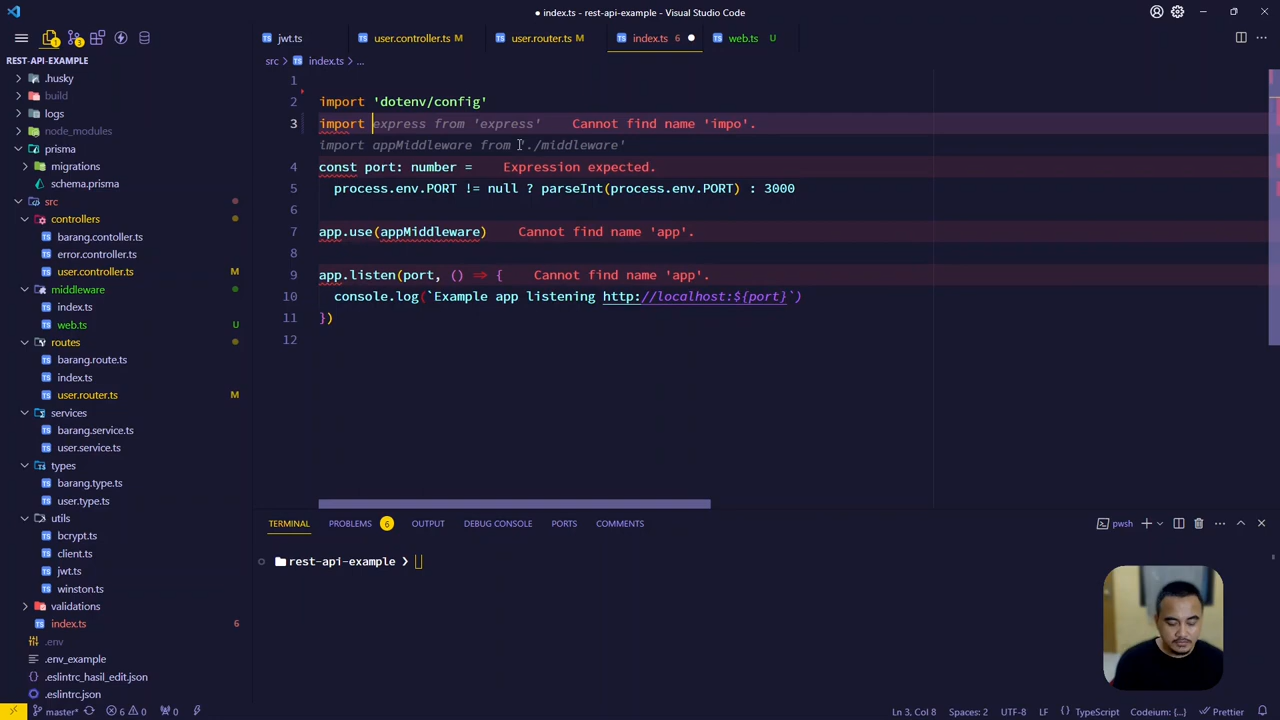 ● index.ts - rest-api-example - Visual Studio Code
jwt.ts
user.controller.ts M
user.router.ts M
index.ts 6 ●
web.ts U
REST-API-EXAMPLE
src > index.ts > ...
.husky
build
logs
node_modules
prisma
migrations
schema.prisma
src
controllers
barang.contoller.ts
error.controller.ts
user.controller.ts M
middleware
index.ts
web.ts U
routes
barang.route.ts
index.ts
user.router.ts M
services
barang.service.ts
user.service.ts
types
barang.type.ts
user.type.ts
utils
bcrypt.ts
client.ts
jwt.ts
winston.ts
validations
index.ts 6
.env
.env_example
.eslintrc_hasil_edit.json
.eslintrc.json
1
2 import 'dotenv/config'
3 import express from 'express' Cannot find name 'impo'.
import appMiddleware from './middleware'
4 const port: number = Expression expected.
5 process.env.PORT != null ? parseInt(process.env.PORT) : 3000
6
7 app.use(appMiddleware) Cannot find name 'app'.
8
9 app.listen(port, () => { Cannot find name 'app'.
10 console.log(`Example app listening http://localhost:${port}`)
11 })
12
TERMINAL PROBLEMS 6 OUTPUT DEBUG CONSOLE PORTS COMMENTS
pwsh
rest-api-example ❯
master* 6 0 0
Ln 3, Col 8 Spaces: 2 UTF-8 LF TypeScript Codeium: {...} Prettier